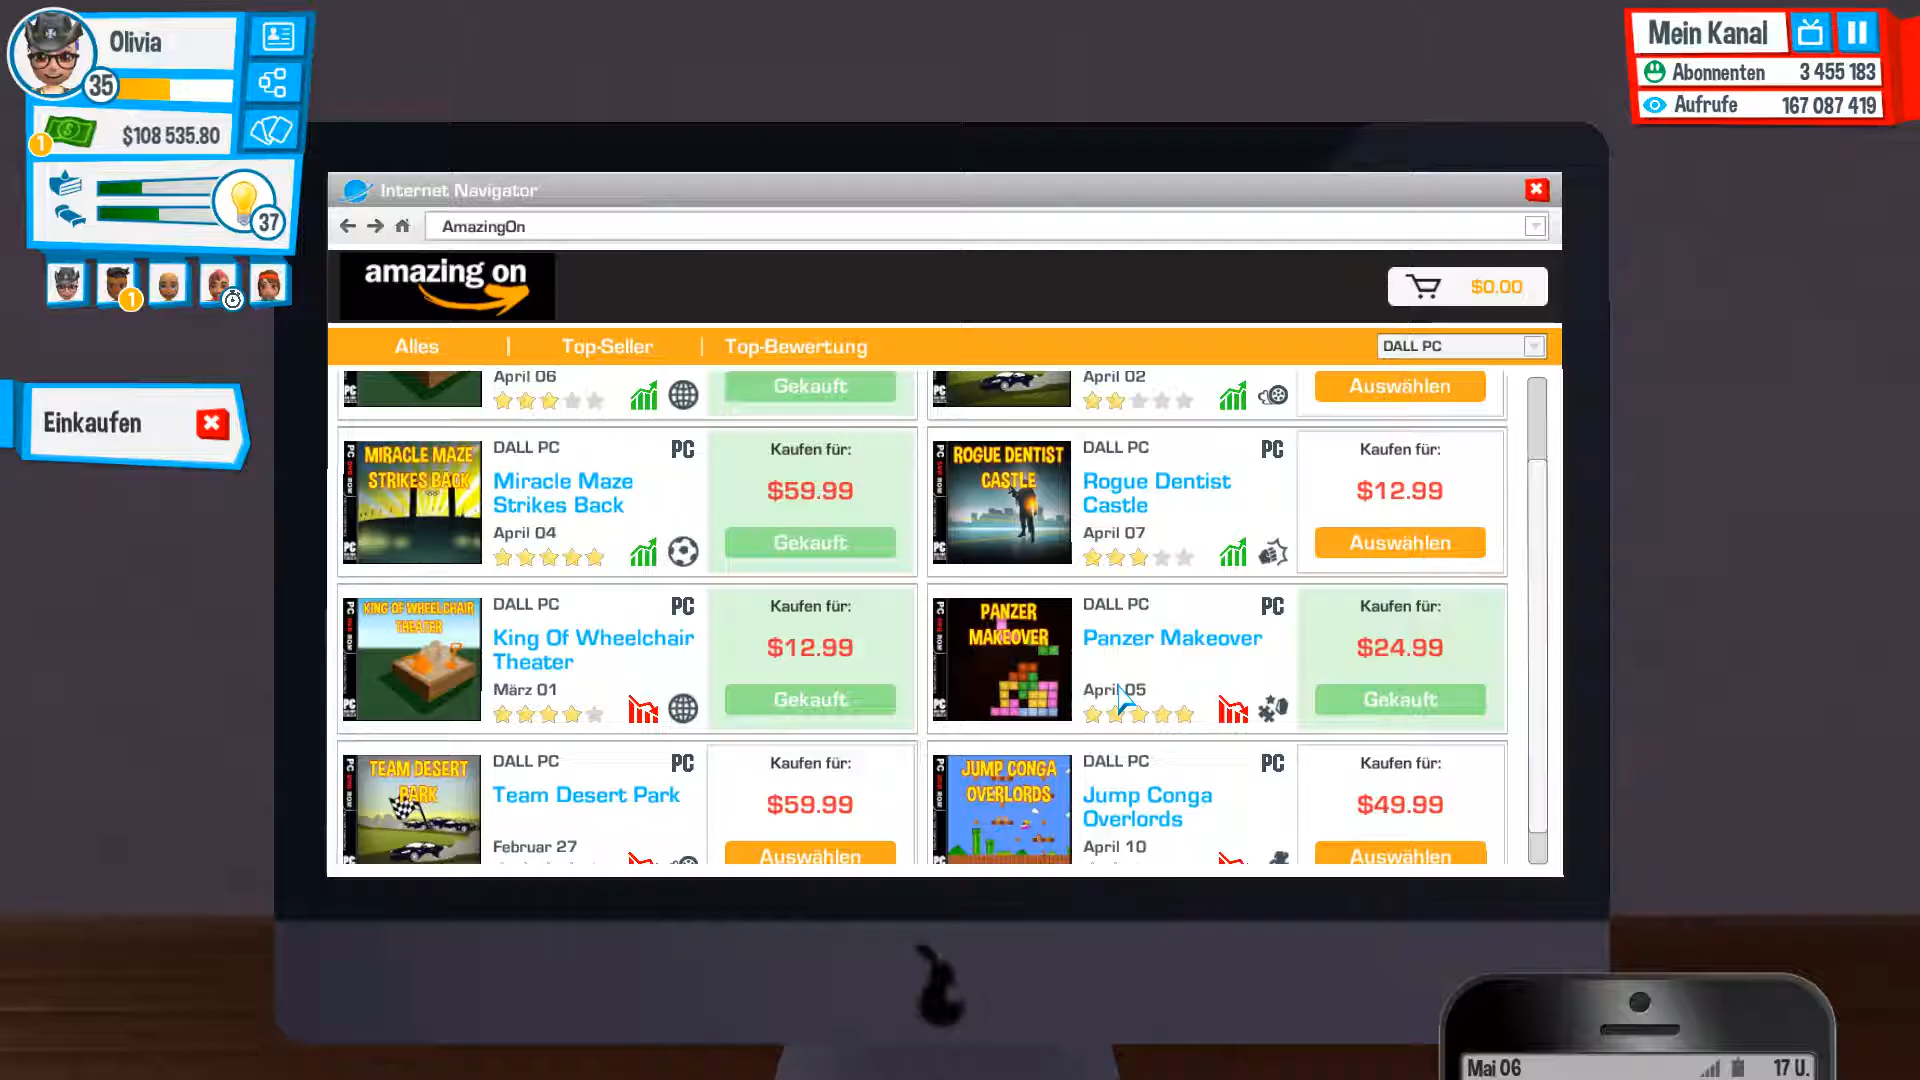 Olivia
35
$108 535.80
1
37
1
Mein Kanal
Abonnenten 3 455 183
Aufrufe 167 087 419
Einkaufen
Internet Navigator
AmazingOn
amazing on
$0.00
Alles | Top-Seller | Top-Bewertung
DALL PC
April 06
Gekauft
April 02
Auswählen
MIRACLE MAZE
STRIKES BACK
DALL PC
PC
Miracle Maze
Strikes Back
April 04
Kaufen für:
$59.99
Gekauft
ROGUE DENTIST
CASTLE
DALL PC
PC
Rogue Dentist
Castle
April 07
Kaufen für:
$12.99
Auswählen
KING OF WHEELCHAIR
THEATER
DALL PC
PC
King Of Wheelchair
Theater
März 01
Kaufen für:
$12.99
Gekauft
PANZER
MAKEOVER
DALL PC
PC
Panzer Makeover
April 05
Kaufen für:
$24.99
Gekauft
TEAM DESERT
PARK
DALL PC
PC
Team Desert Park
Februar 27
Kaufen für:
$59.99
Auswählen
JUMP CONGA
OVERLORDS
DALL PC
PC
Jump Conga
Overlords
April 10
Kaufen für:
$49.99
Auswählen
Mai 06
17 U.